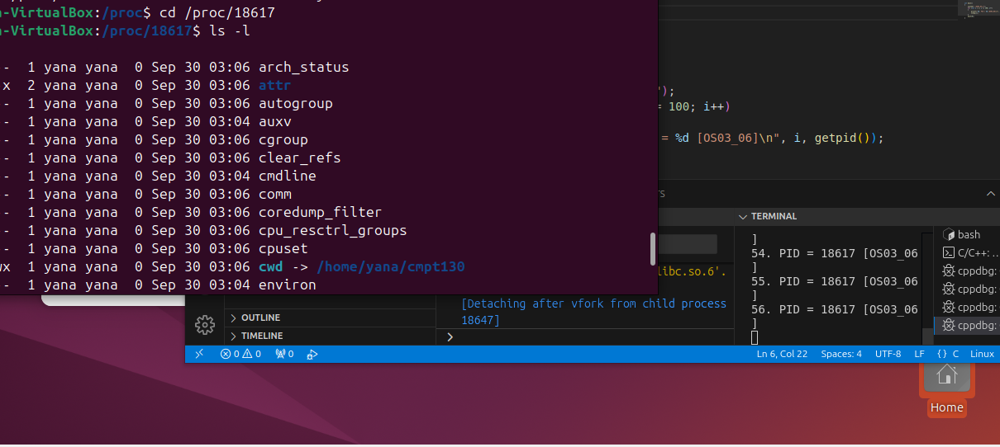 -VirtualBox:/proc$ cd /proc/18617
-VirtualBox:/proc/18617$ ls -l
- 1 yana yana 0 Sep 30 03:06 arch_status
x 2 yana yana 0 Sep 30 03:06 attr
- 1 yana yana 0 Sep 30 03:06 autogroup
- 1 yana yana 0 Sep 30 03:04 auxv
- 1 yana yana 0 Sep 30 03:06 cgroup
- 1 yana yana 0 Sep 30 03:06 clear_refs
- 1 yana yana 0 Sep 30 03:04 cmdline
- 1 yana yana 0 Sep 30 03:06 comm
- 1 yana yana 0 Sep 30 03:06 coredump_filter
- 1 yana yana 0 Sep 30 03:06 cpu_resctrl_groups
- 1 yana yana 0 Sep 30 03:06 cpuset
wx 1 yana yana 0 Sep 30 03:06 cwd -> /home/yana/cmpt130
- 1 yana yana 0 Sep 30 03:04 environ
");
= 100; i++)
= %d [OS03_06]\n", i, getpid());
TS
TERMINAL
libc.so.6'.
[Detaching after vfork from child process
18647]
>
]
54. PID = 18617 [OS03_06
]
55. PID = 18617 [OS03_06
]
56. PID = 18617 [OS03_06
]
bash
C/C++: ...
cppdbg:
cppdbg:
cppdbg:
cppdbg:
OUTLINE
TIMELINE
0 0 0 Ln 6, Col 22 Spaces: 4 UTF-8 LF {} C Linux
Home